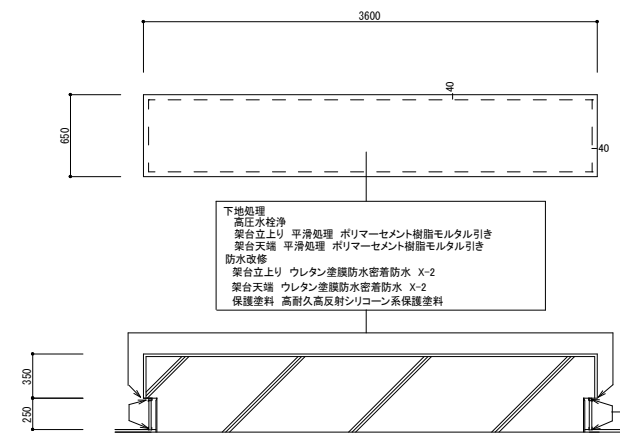 3600
40
650
40
下地処理
高圧水栓浄
架台立上り 平滑処理 ポリマーセメント樹脂モルタル引き
架台天端 平滑処理 ポリマーセメント樹脂モルタル引き
防水改修
架台立上り ウレタン塗膜防水密着防水 X-2
架台天端 ウレタン塗膜防水密着防水 X-2
保護塗料 高耐久高反射シリコーン系保護塗料
350
250